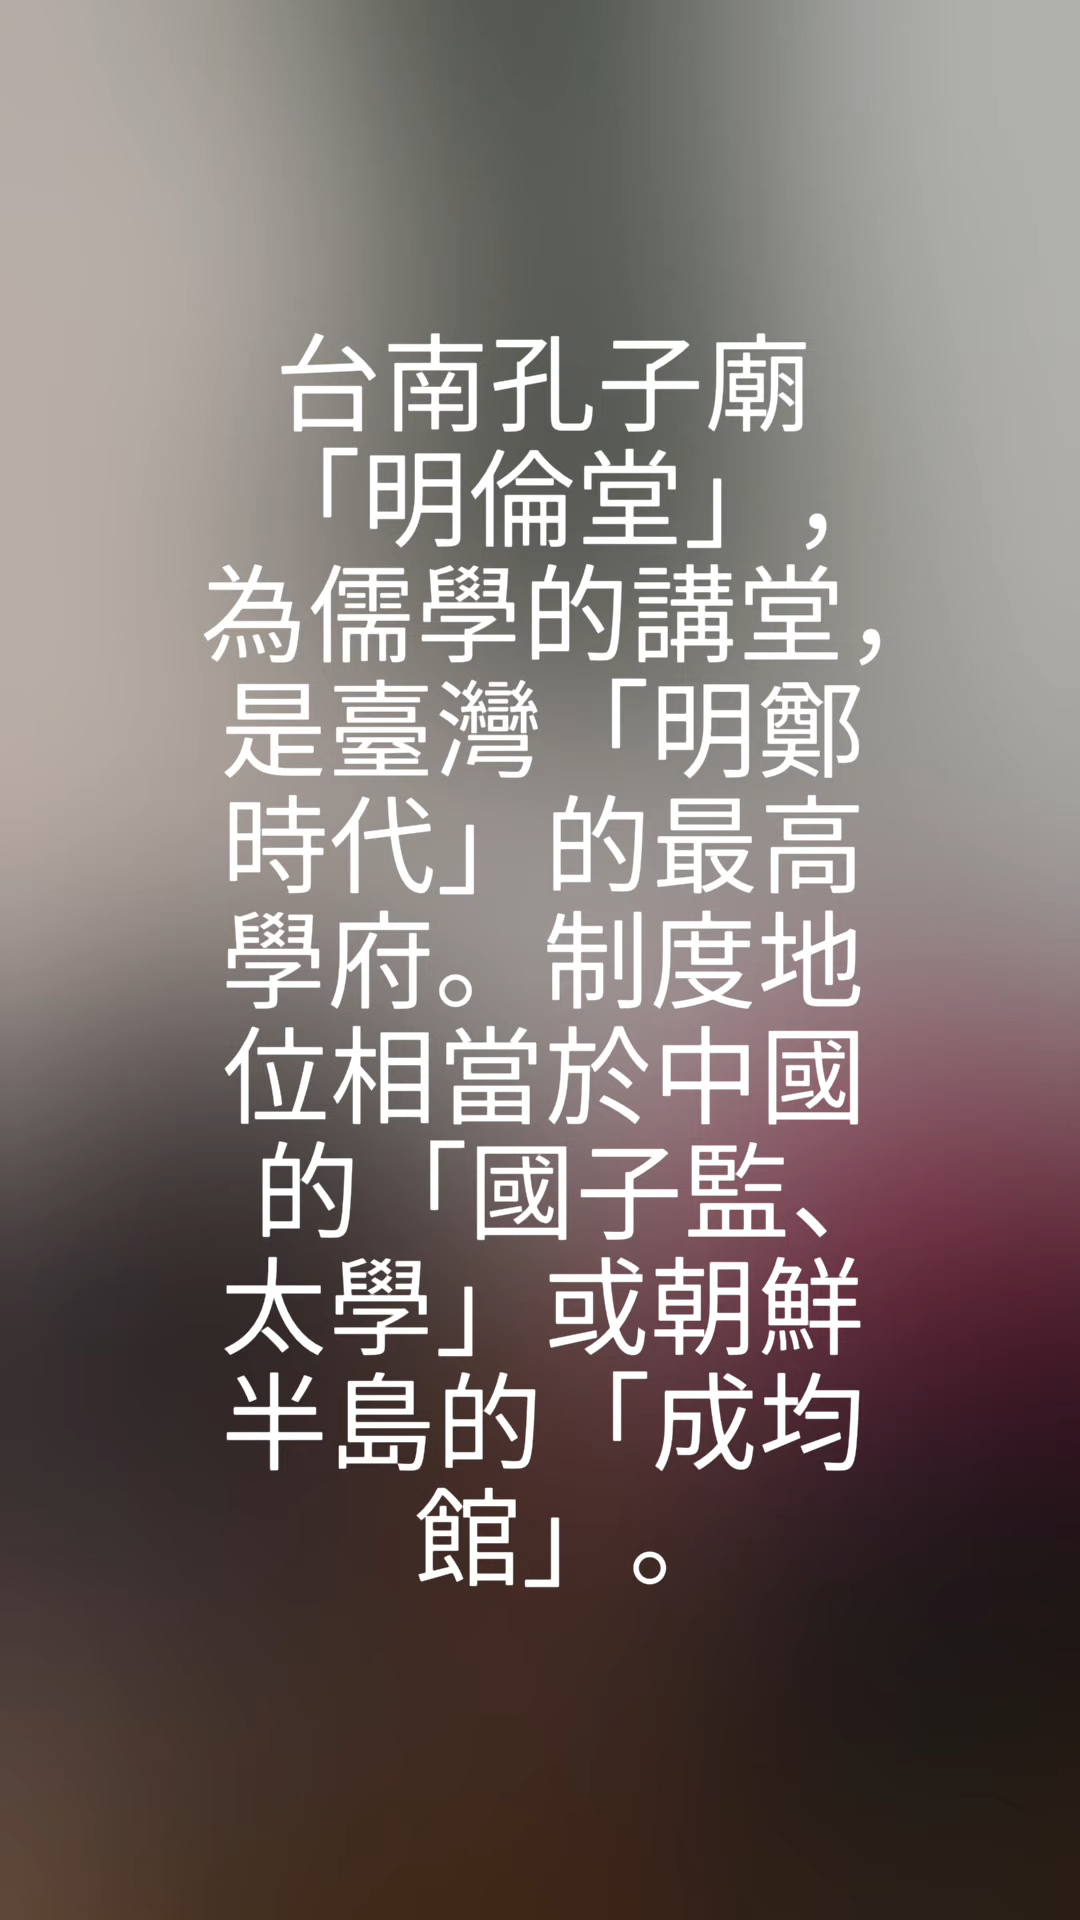 台南孔子廟
「明倫堂」，
為儒學的講堂，
是臺灣「明鄭
時代」的最高
學府。制度地
位相當於中國
的「國子監、
太學」或朝鮮
半島的「成均
館」。